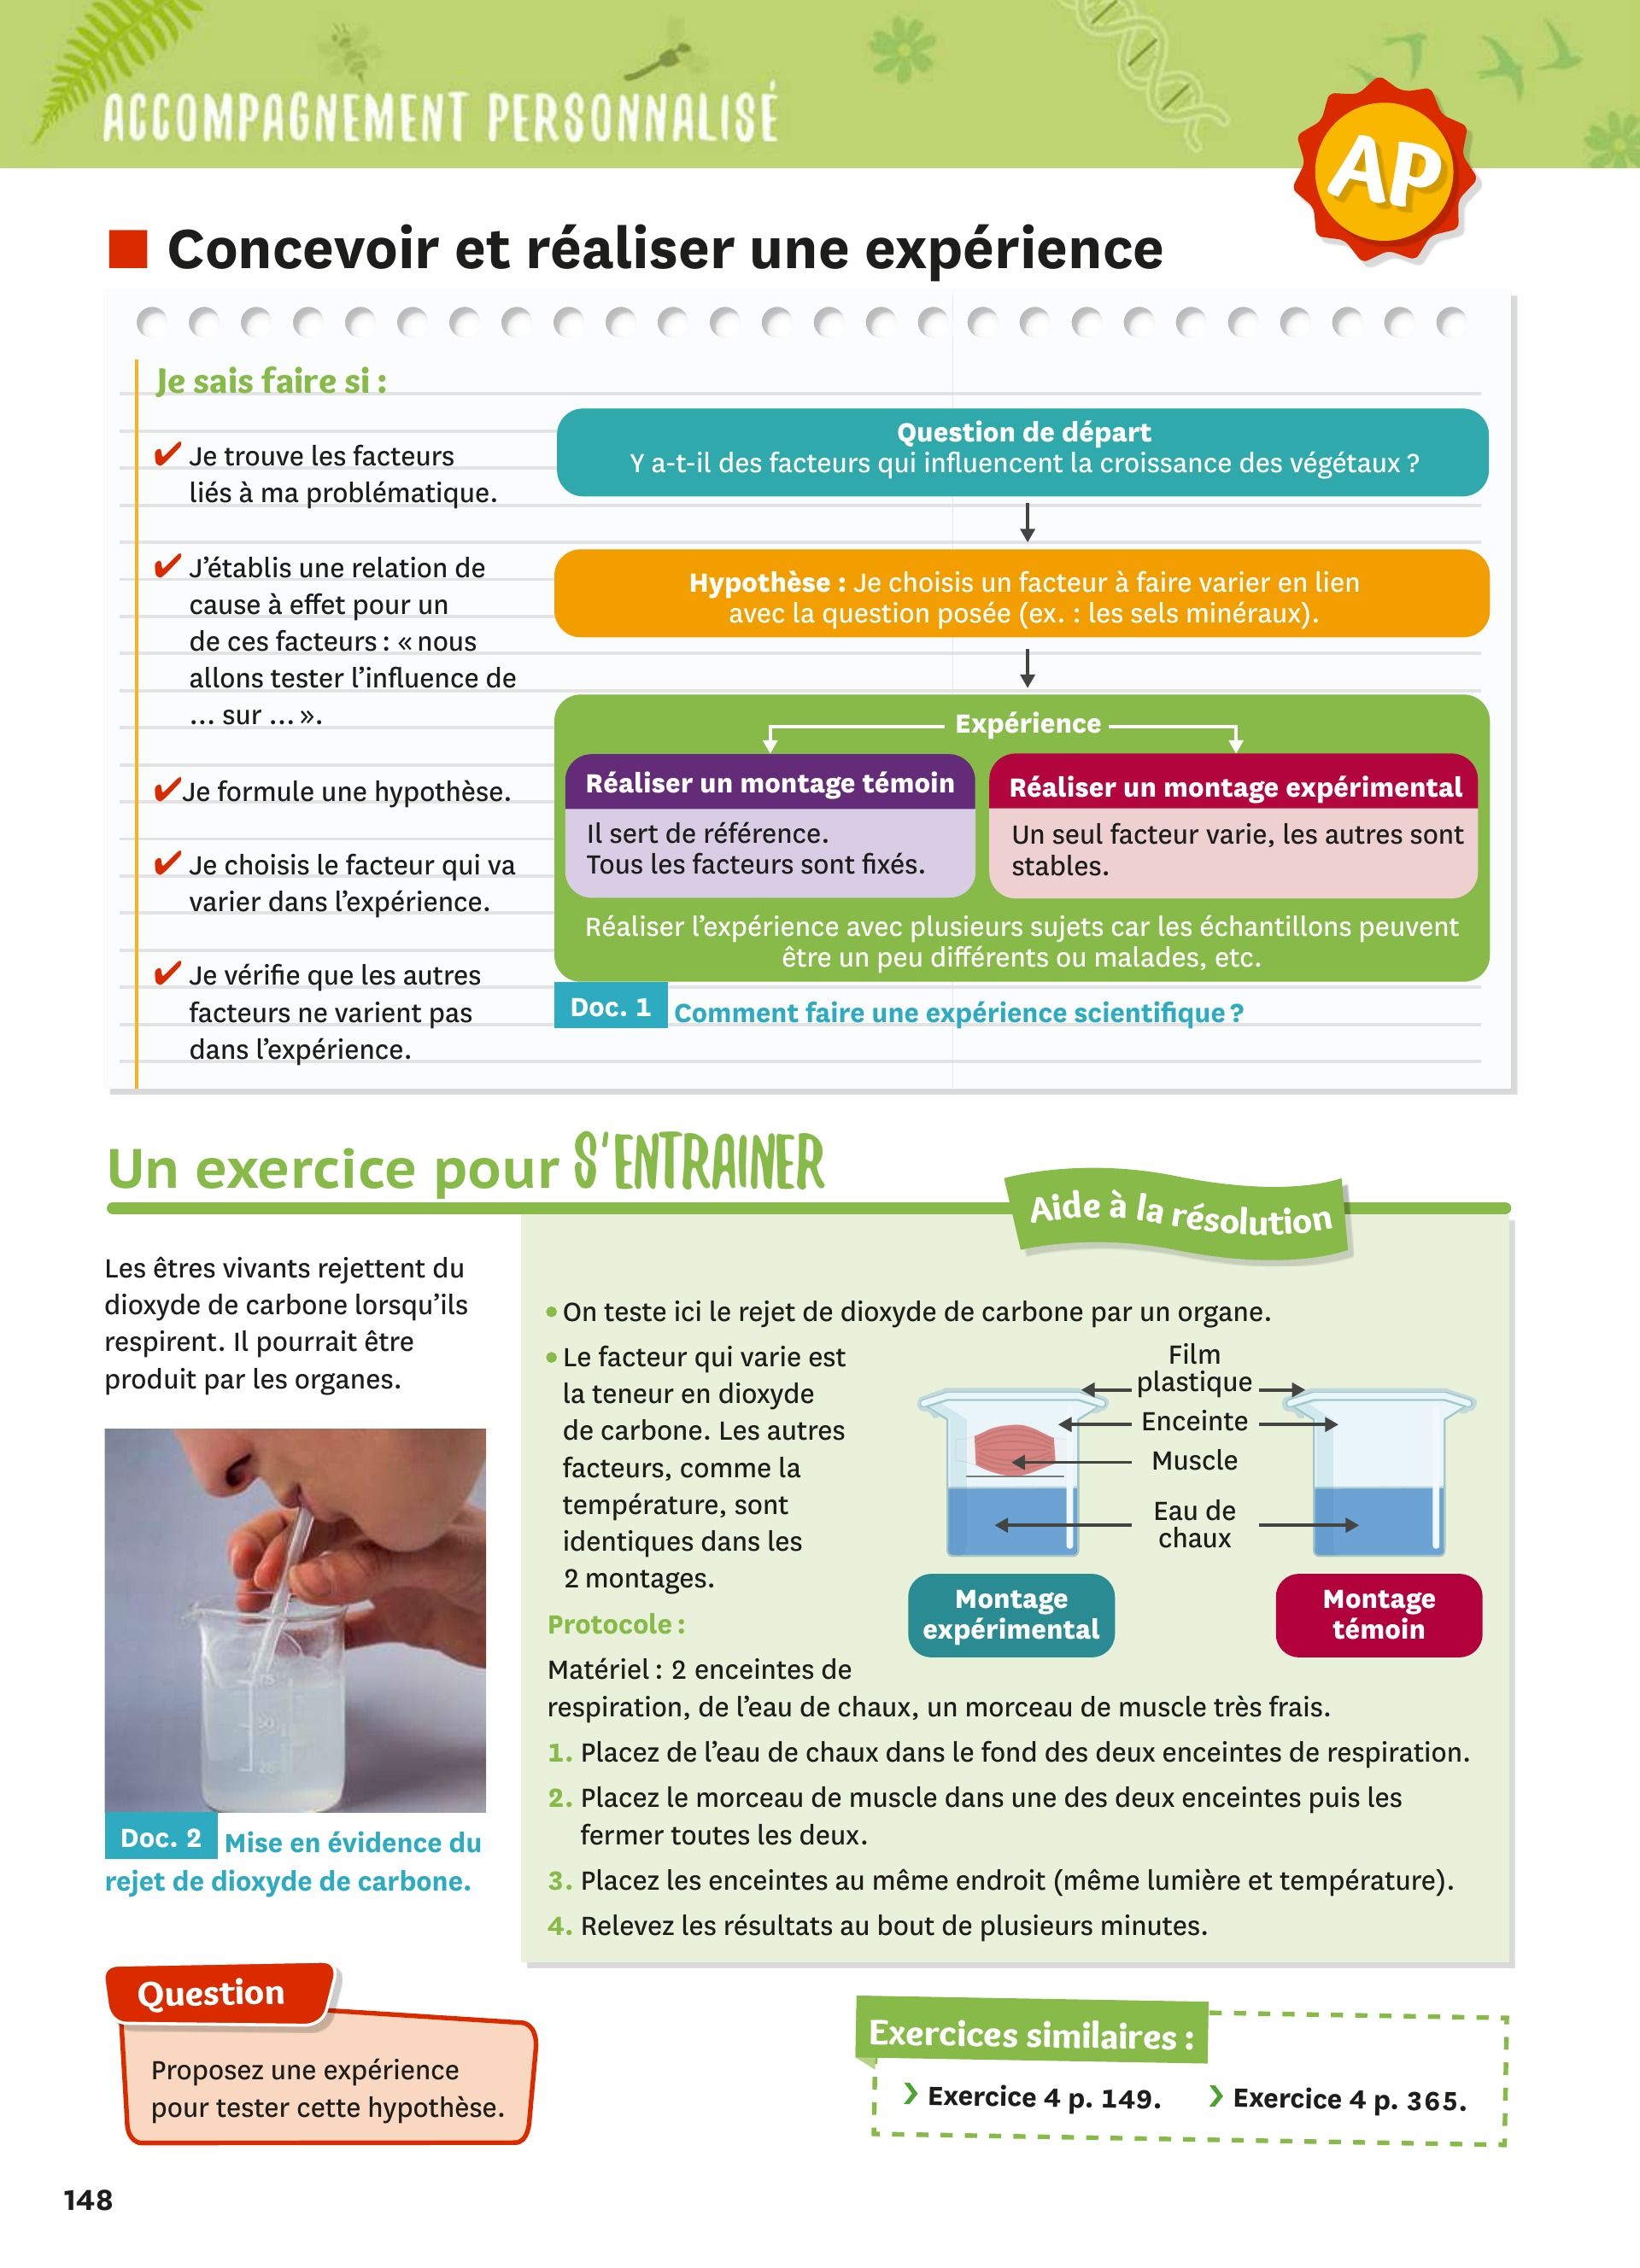 ACCOMPAGNEMENT PERSONNALISÉ
AP
Concevoir et réaliser une expérience
Je sais faire si :
✔ Je trouve les facteurs
liés à ma problématique.
✔ J'établis une relation de
cause à effet pour un
de ces facteurs : « nous
allons tester l'influence de
... sur ... ».
✔ Je formule une hypothèse.
✔ Je choisis le facteur qui va
varier dans l'expérience.
✔ Je vérifie que les autres
facteurs ne varient pas
dans l'expérience.
Question de départ
Y a-t-il des facteurs qui influencent la croissance des végétaux ?
Hypothèse : Je choisis un facteur à faire varier en lien
avec la question posée (ex. : les sels minéraux).
Expérience
Réaliser un montage témoin
Il sert de référence.
Tous les facteurs sont fixés.
Réaliser un montage expérimental
Un seul facteur varie, les autres sont
stables.
Réaliser l'expérience avec plusieurs sujets car les échantillons peuvent
être un peu différents ou malades, etc.
Doc. 1 Comment faire une expérience scientifique ?
Un exercice pour S'ENTRAINER
Les êtres vivants rejettent du
dioxyde de carbone lorsqu'ils
respirent. Il pourrait être
produit par les organes.
75
50
25
Doc. 2 Mise en évidence du
rejet de dioxyde de carbone.
Question
Proposez une expérience
pour tester cette hypothèse.
Aide à la résolution
• On teste ici le rejet de dioxyde de carbone par un organe.
• Le facteur qui varie est
la teneur en dioxyde
de carbone. Les autres
facteurs, comme la
température, sont
identiques dans les
2 montages.
Film
plastique
Enceinte
Muscle
Eau de
chaux
Montage
expérimental
Montage
témoin
Protocole :
Matériel : 2 enceintes de
respiration, de l'eau de chaux, un morceau de muscle très frais.
1. Placez de l'eau de chaux dans le fond des deux enceintes de respiration.
2. Placez le morceau de muscle dans une des deux enceintes puis les
fermer toutes les deux.
3. Placez les enceintes au même endroit (même lumière et température).
4. Relevez les résultats au bout de plusieurs minutes.
Exercices similaires :
› Exercice 4 p. 149. › Exercice 4 p. 365.
148